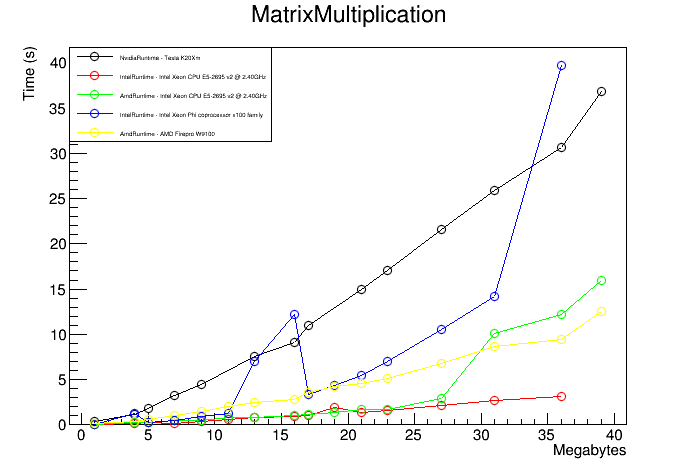 MatrixMultiplication
Time (s)
NvidiaRuntime - Tesla K20Xm
IntelRuntime - Intel Xeon CPU E5-2695 v2 @ 2.40GHz
AmdRuntime - Intel Xeon CPU E5-2695 v2 @ 2.40GHz
IntelRuntime - Intel Xeon Phi coprocessor x100 family
AmdRuntime - AMD Firepro W9100
40
35
30
25
20
15
10
5
0
0 5 10 15 20 25 30 35 40
Megabytes